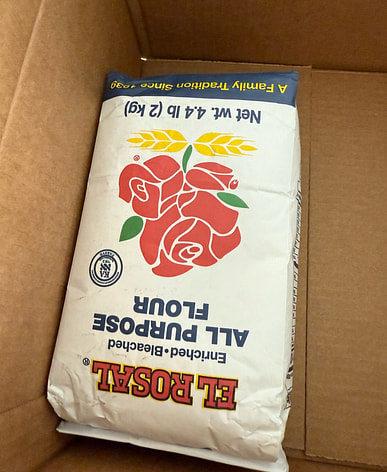 EL ROSAL®
Enriched•Bleached
ALL PURPOSE
FLOUR
®
Net wt. 4.4 lb (2 kg)
A Family Tradition Since